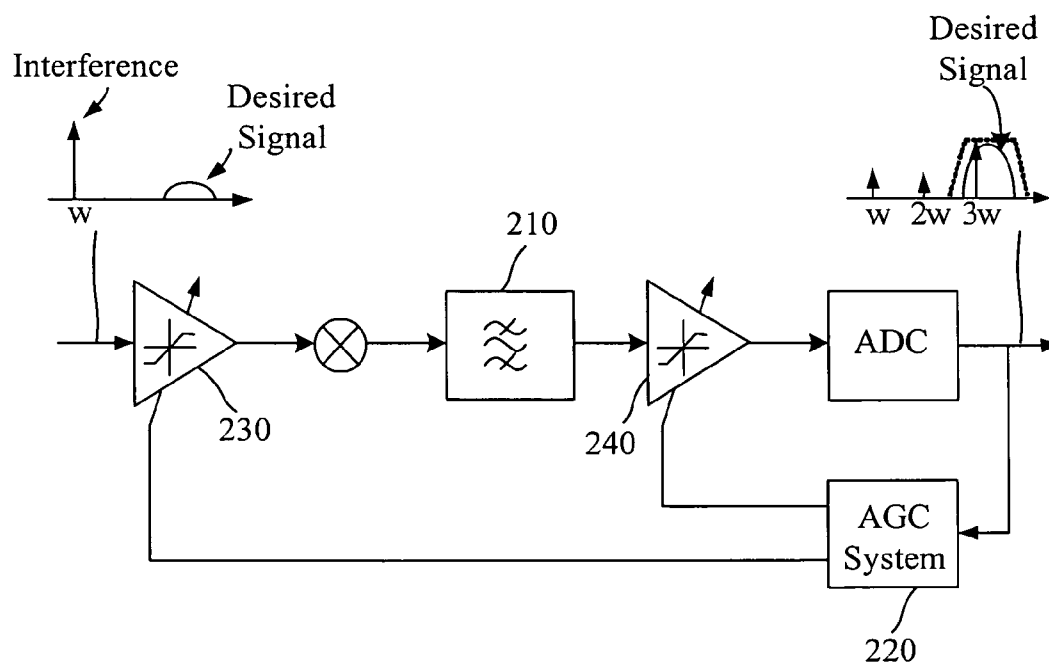 Interference
Desired
Signal
w
Desired
Signal
w 2w 3w
210
230
240
ADC
AGC
System
220